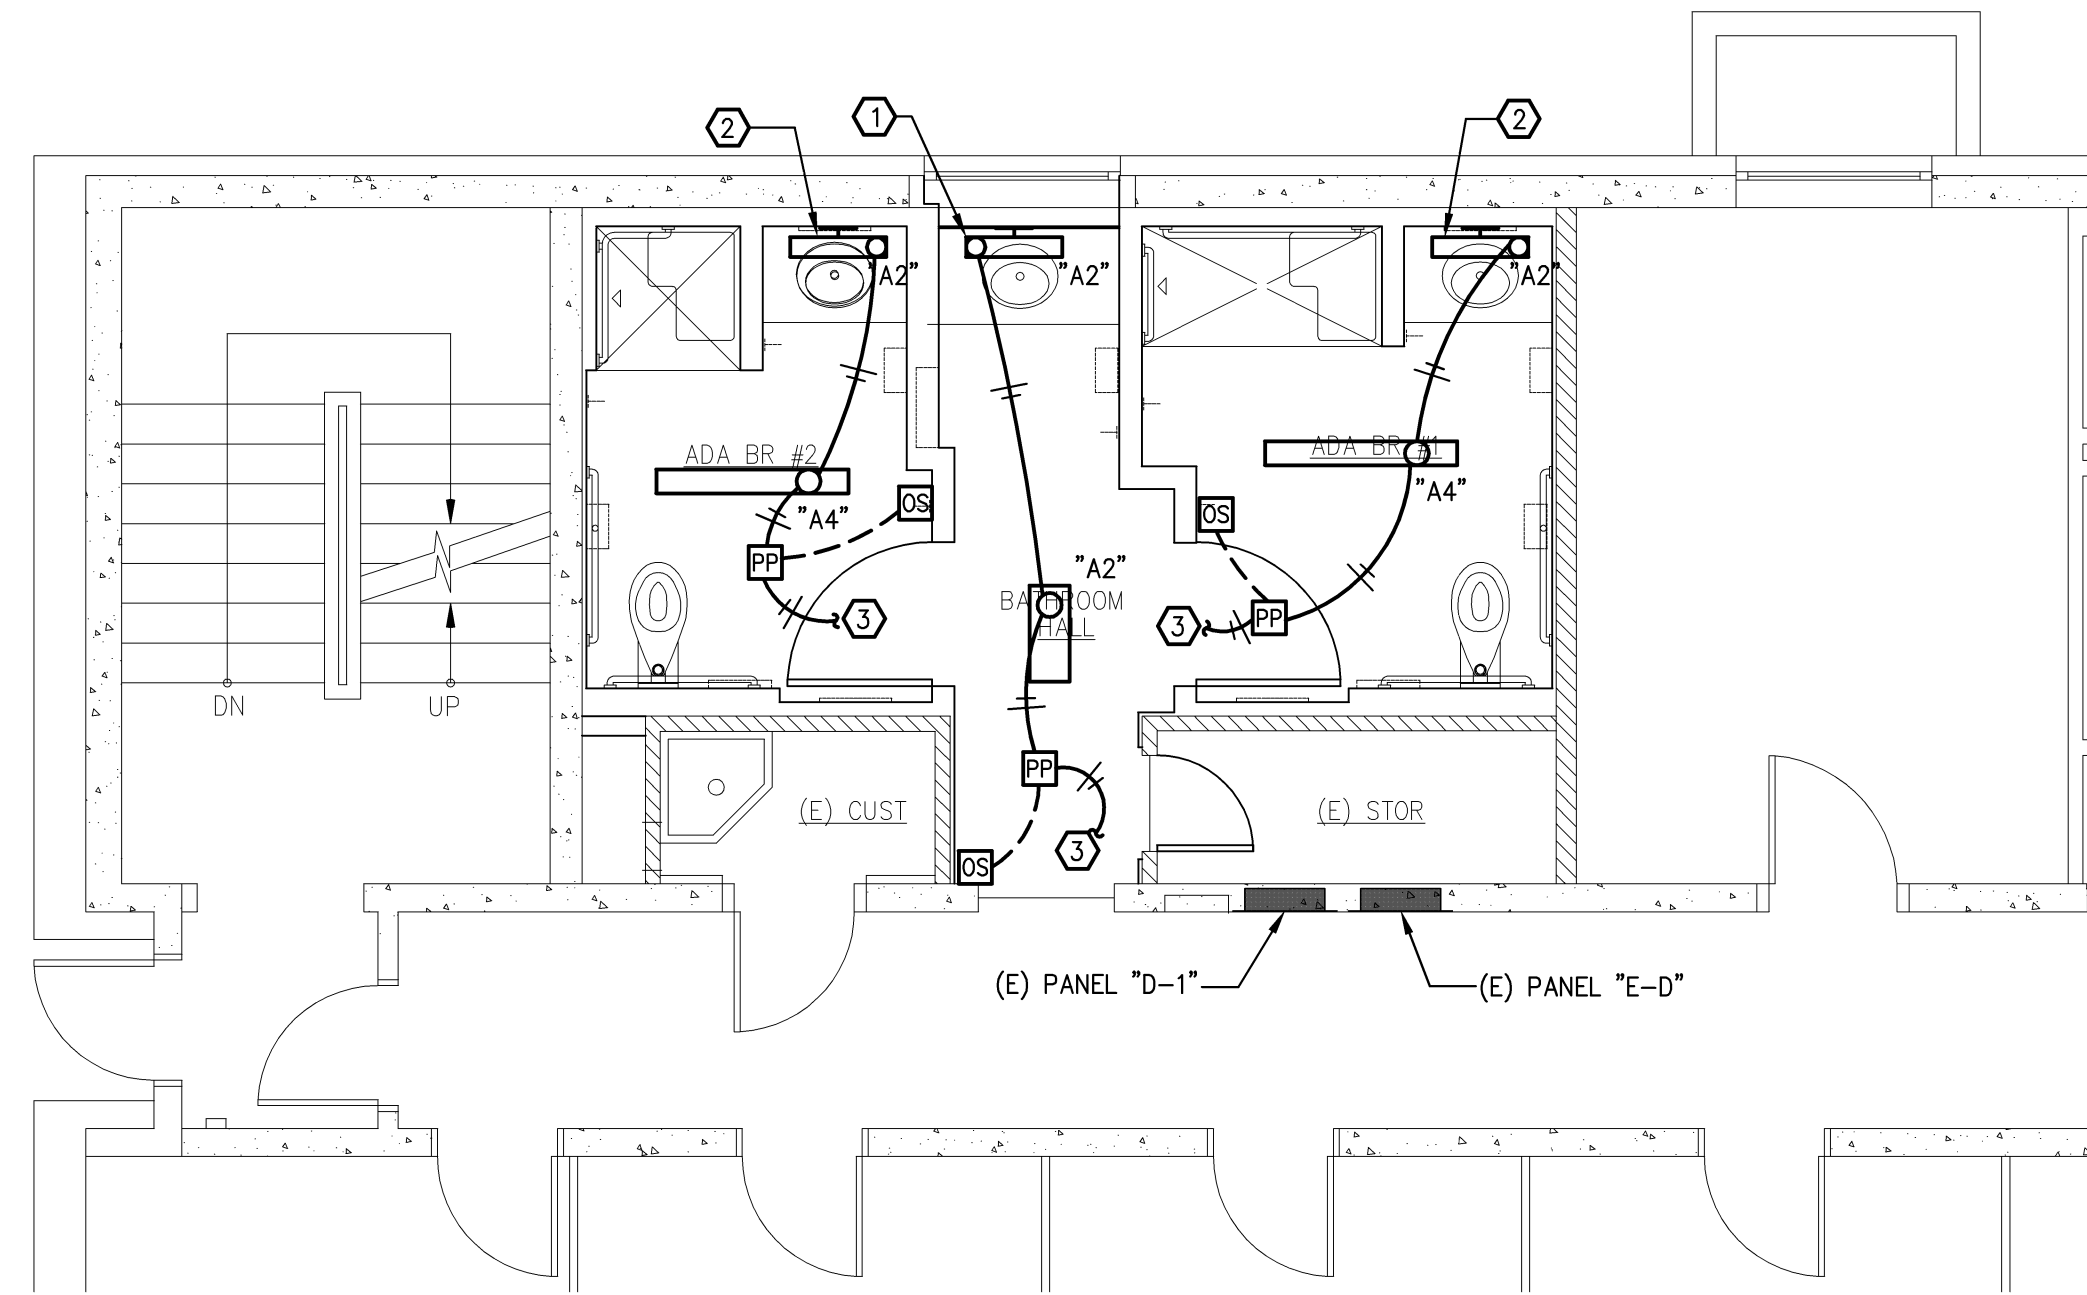 2
1
2
"A2"
"A2"
"A2"
ADA BR #2
ADA BR #1
"A4"
OS
"A4"
OS
PP
"A2"
BATHROOM
HALL
3
3
PP
DN
UP
PP
(E) CUST
(E) STOR
3
OS
(E) PANEL "D-1"
(E) PANEL "E-D"